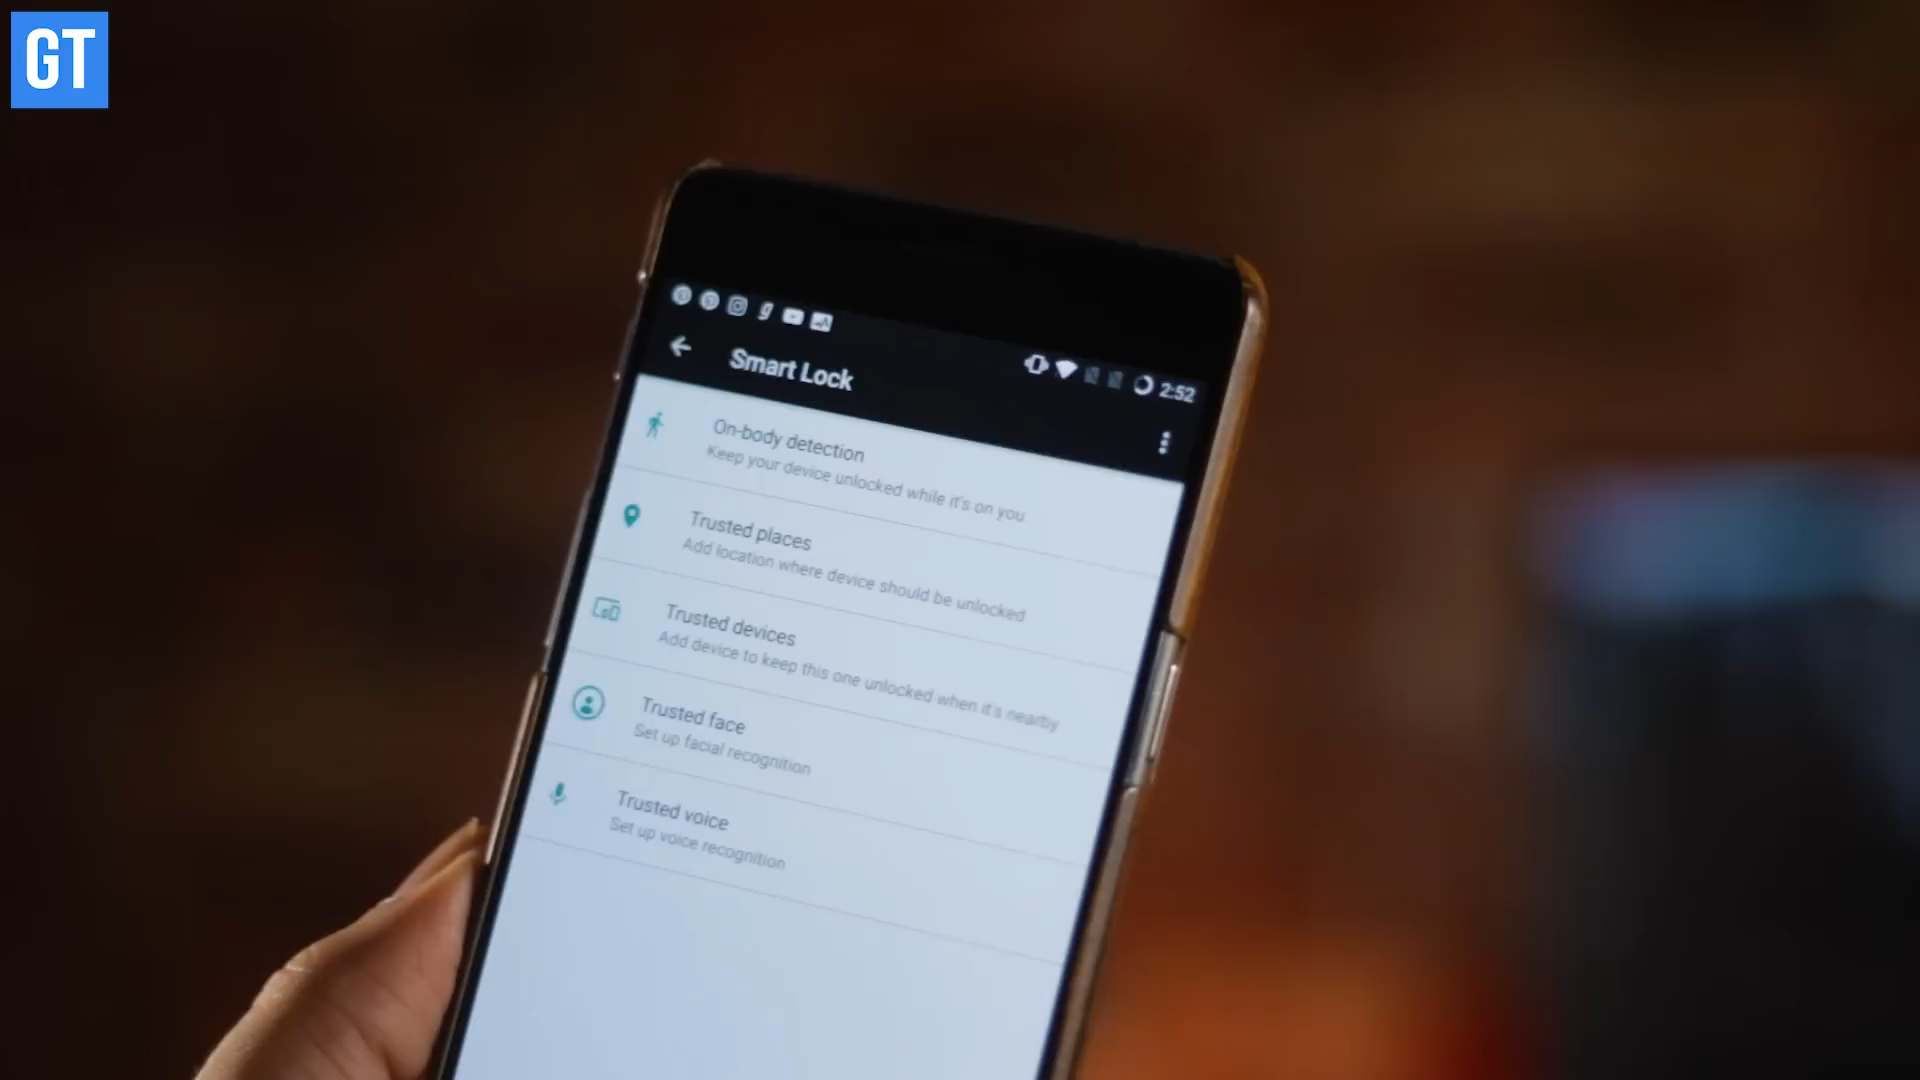 GT
2:52
Smart Lock
On-body detection
Keep your device unlocked while it's on you
Trusted places
Add location where device should be unlocked
Trusted devices
Add device to keep this one unlocked when it's nearby
Trusted face
Set up facial recognition
Trusted voice
Set up voice recognition